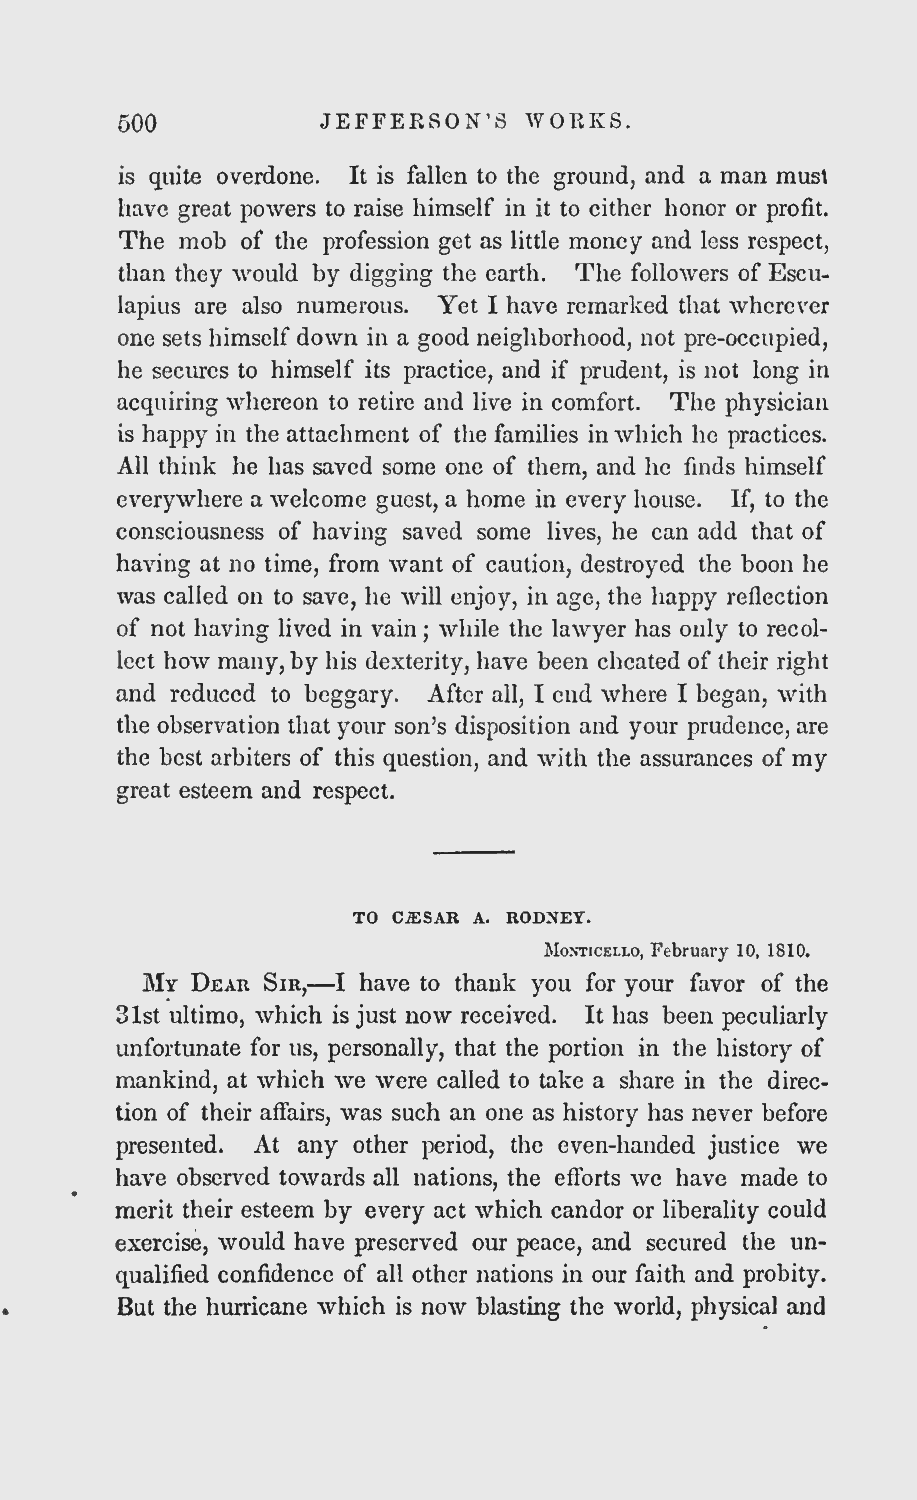 500 JEFFERSON'S WORKS.
is quite overdone. It is fallen to the ground, and a man must
have great powers to raise himself in it to either honor or profit.
The mob of the profession get as little money and less respect,
than they would by digging the earth. The followers of Escu-
lapius are also numerous. Yet I have remarked that wherever
one sets himself down in a good neighborhood, not pre-occupied,
he secures to himself its practice, and if prudent, is not long in
acquiring whereon to retire and live in comfort. The physician
is happy in the attachment of the families in which he practices.
All think he has saved some one of them, and he finds himself
everywhere a welcome guest, a home in every house. If, to the
consciousness of having saved some lives, he can add that of
having at no time, from want of caution, destroyed the boon he
was called on to save, he will enjoy, in age, the happy reflection
of not having lived in vain; while the lawyer has only to recol-
lect how many, by his dexterity, have been cheated of their right
and reduced to beggary. After all, I end where I began, with
the observation that your son's disposition and your prudence, are
the best arbiters of this question, and with the assurances of my
great esteem and respect.
TO CÆSAR A. RODNEY.
MONTICELLO, February 10, 1810.
MY DEAR SIR,—I have to thank you for your favor of the
31st ultimo, which is just now received. It has been peculiarly
unfortunate for us, personally, that the portion in the history of
mankind, at which we were called to take a share in the direc-
tion of their affairs, was such an one as history has never before
presented. At any other period, the even-handed justice we
have observed towards all nations, the efforts we have made to
merit their esteem by every act which candor or liberality could
exercise, would have preserved our peace, and secured the un-
qualified confidence of all other nations in our faith and probity.
But the hurricane which is now blasting the world, physical and